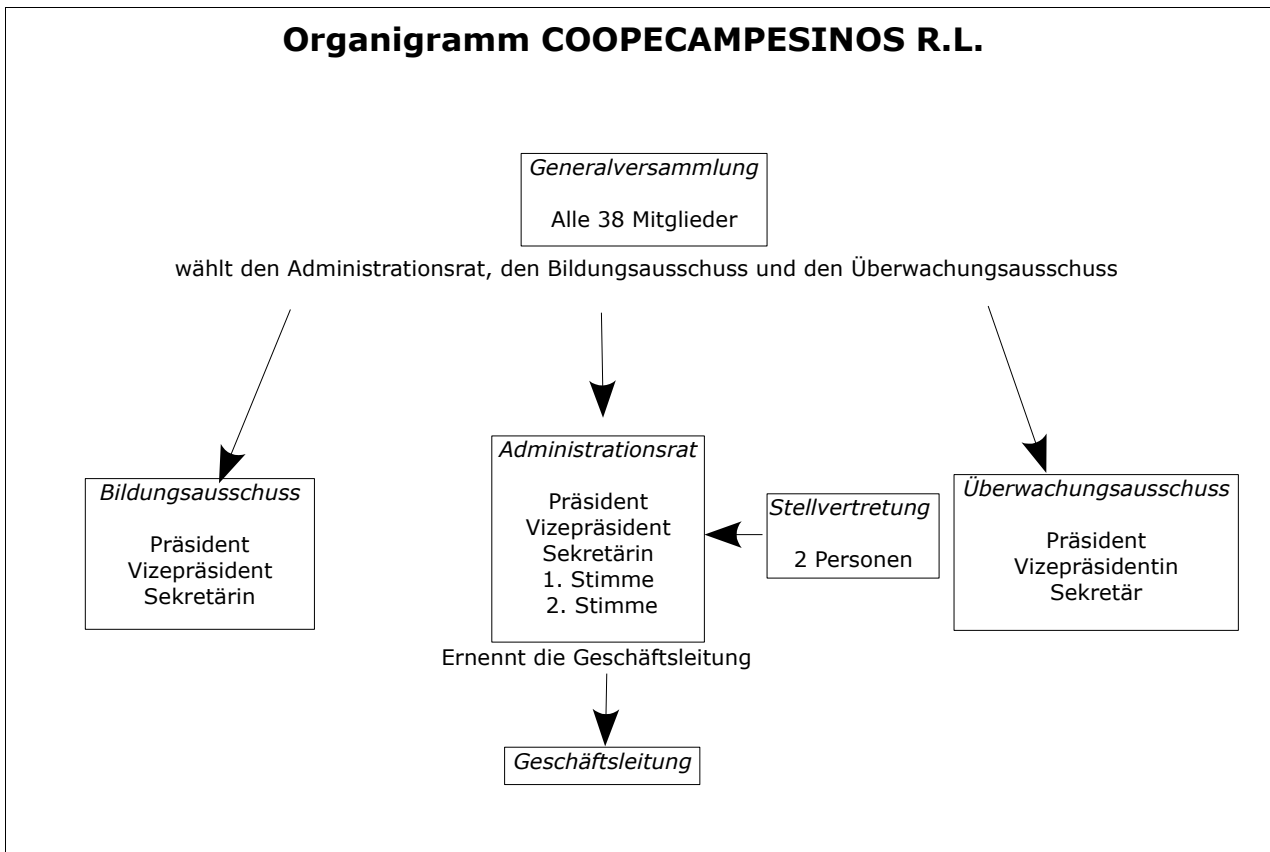 Organigramm COOPECAMPESINOS R.L.
Generalversammlung
Alle 38 Mitglieder
wählt den Administrationsrat, den Bildungsausschuss und den Überwachungsausschuss
Bildungsausschuss
Präsident
Vizepräsident
Sekretärin
Administrationsrat
Präsident
Vizepräsident
Sekretärin
1. Stimme
2. Stimme
Stellvertretung
2 Personen
Überwachungsausschuss
Präsident
Vizepräsidentin
Sekretär
Ernennt die Geschäftsleitung
Geschäftsleitung